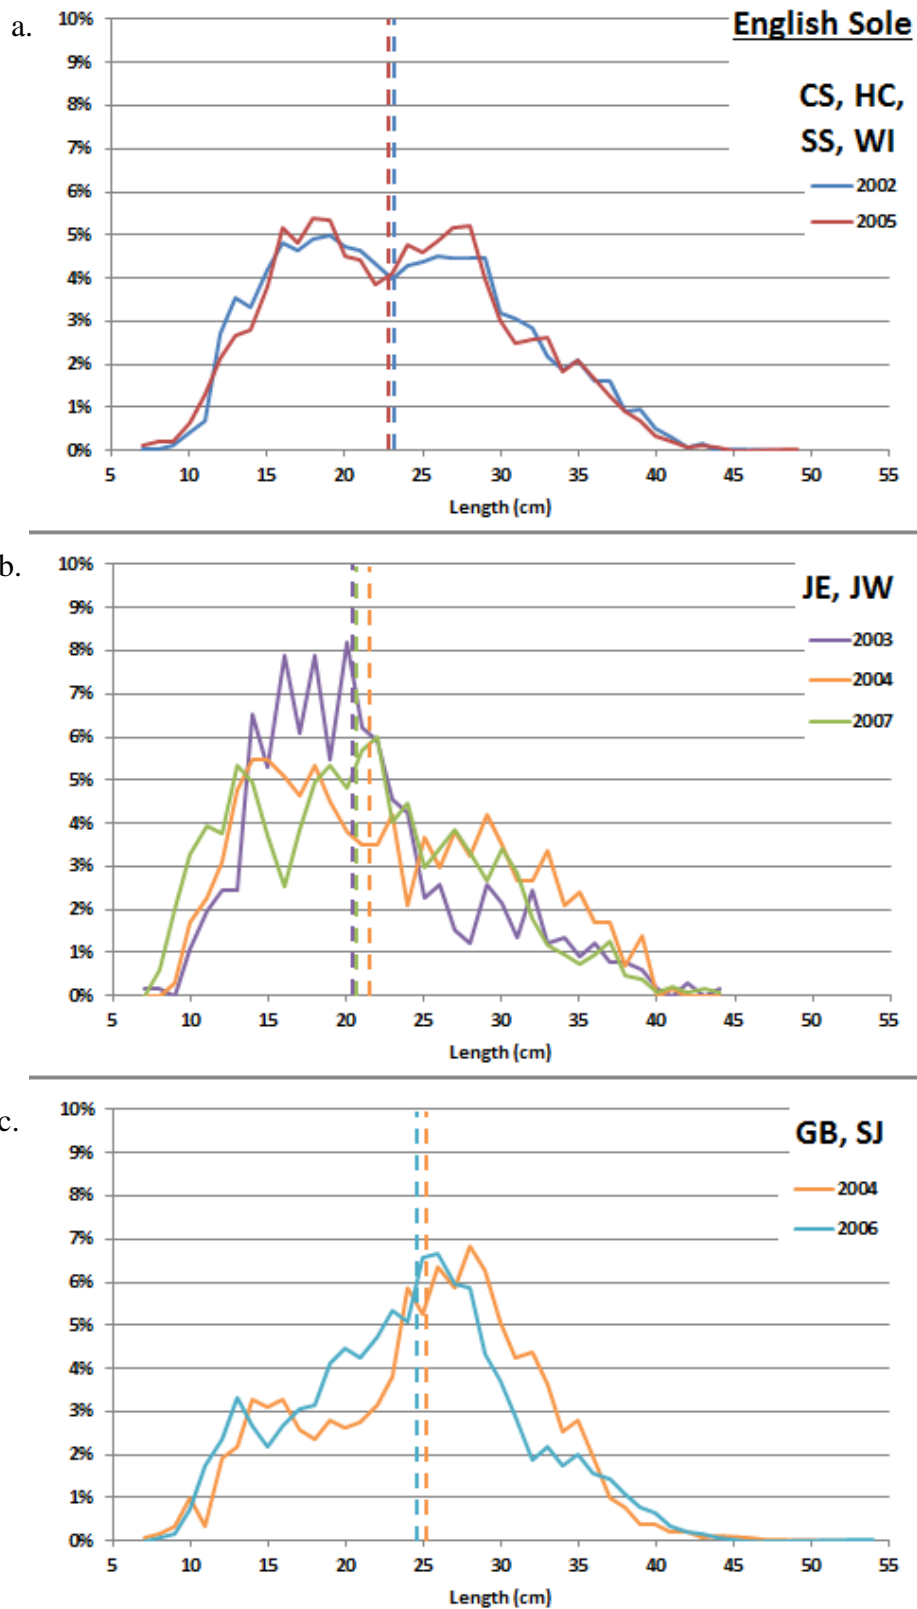 a.
English Sole
CS, HC,
SS, WI
2002
2005
10%
9%
8%
7%
6%
5%
4%
3%
2%
1%
0%
5 10 15 20 25 30 35 40 45 50 55
Length (cm)
b.
JE, JW
2003
2004
2007
10%
9%
8%
7%
6%
5%
4%
3%
2%
1%
0%
5 10 15 20 25 30 35 40 45 50 55
Length (cm)
c.
GB, SJ
2004
2006
10%
9%
8%
7%
6%
5%
4%
3%
2%
1%
0%
5 10 15 20 25 30 35 40 45 50 55
Length (cm)